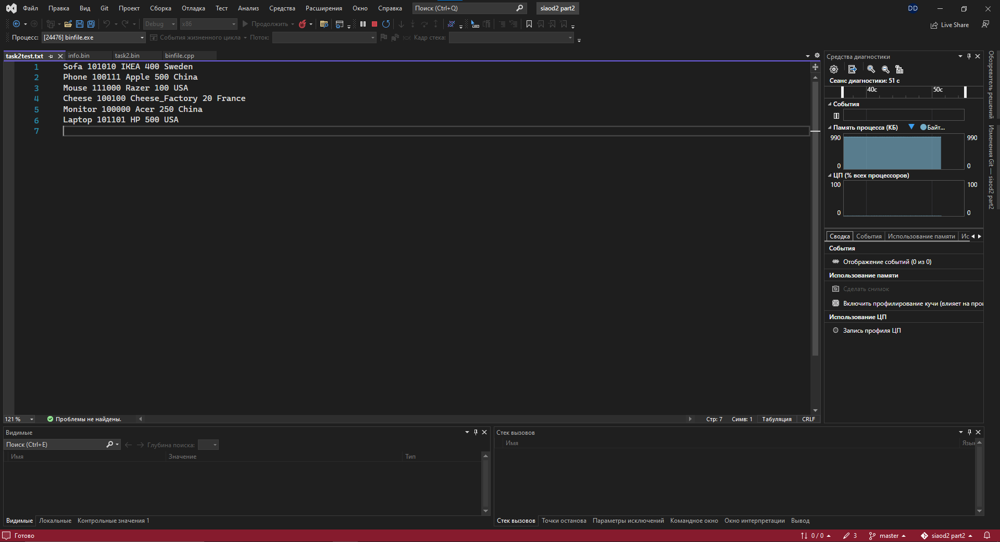 Файл Правка Вид Git Проект Сборка Отладка Тест Анализ Средства Расширения Окно Справка Поиск (Ctrl+Q) siaod2 part2 DD
Debug x86 Продолжить Live Share
Процесс: [24476] binfile.exe События жизненного цикла Поток: Кадр стека:
task2test.txt info.bin task2.bin binfile.cpp
1 Sofa 101010 IKEA 400 Sweden
2 Phone 100111 Apple 500 China
3 Mouse 111000 Razer 100 USA
4 Cheese 100100 Cheese_Factory 20 France
5 Monitor 100000 Acer 250 China
6 Laptop 101101 HP 500 USA
7
121 % Проблемы не найдены. Стр: 7 Симв: 1 Табуляция CRLF
Средства диагностики
Сеанс диагностики: 51 с
40с 50с
События
Память процесса (КБ) Байт...
990 990
0 0
ЦП (% всех процессоров)
100 100
0 0
Сводка События Использование памяти Ис
События
Отображение событий (0 из 0)
Использование памяти
Сделать снимок
Включить профилирование кучи (влияет на прои
Использование ЦП
Запись профиля ЦП
Обозреватель решений
Изменения Git — siaod2 part2
Видимые
Поиск (Ctrl+E) Глубина поиска:
Имя Значение Тип
Видимые Локальные Контрольные значения 1
Стек вызовов
Имя Язык
Стек вызовов Точки останова Параметры исключений Командное окно Окно интерпретации Вывод
Готово 0 / 0 3 master siaod2 part2